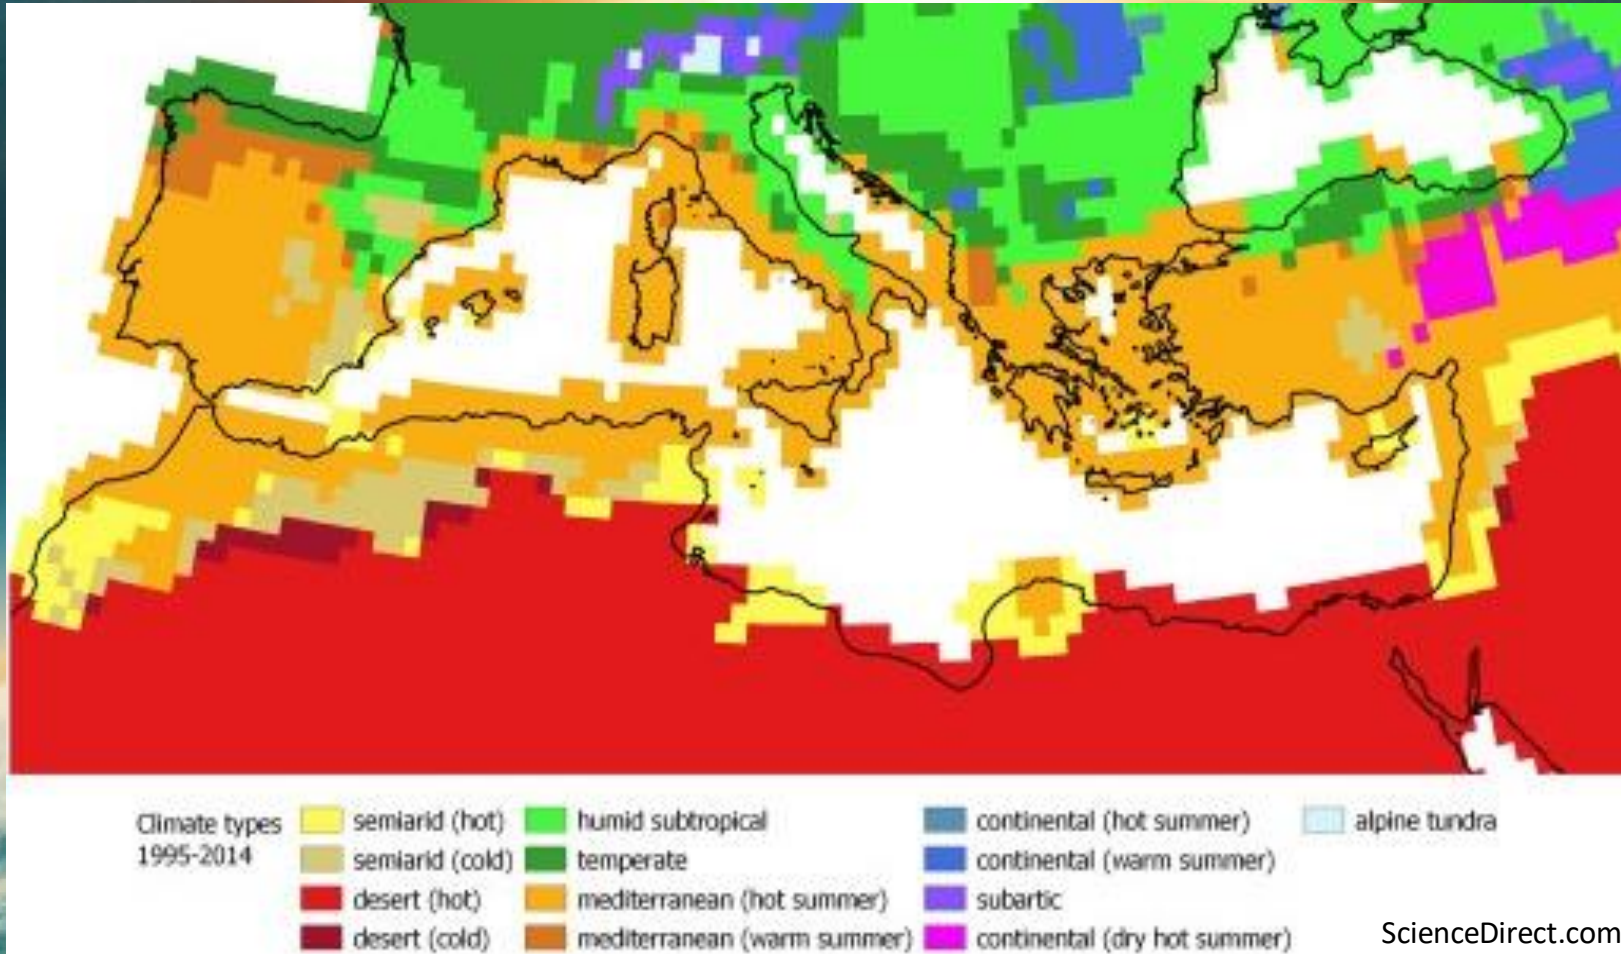 Climate types
1995-2014
semiarid (hot)
semiarid (cold)
desert (hot)
desert (cold)
humid subtropical
temperate
mediterranean (hot summer)
mediterranean (warm summer)
continental (hot summer)
continental (warm summer)
subartic
continental (dry hot summer)
alpine tundra
ScienceDirect.com